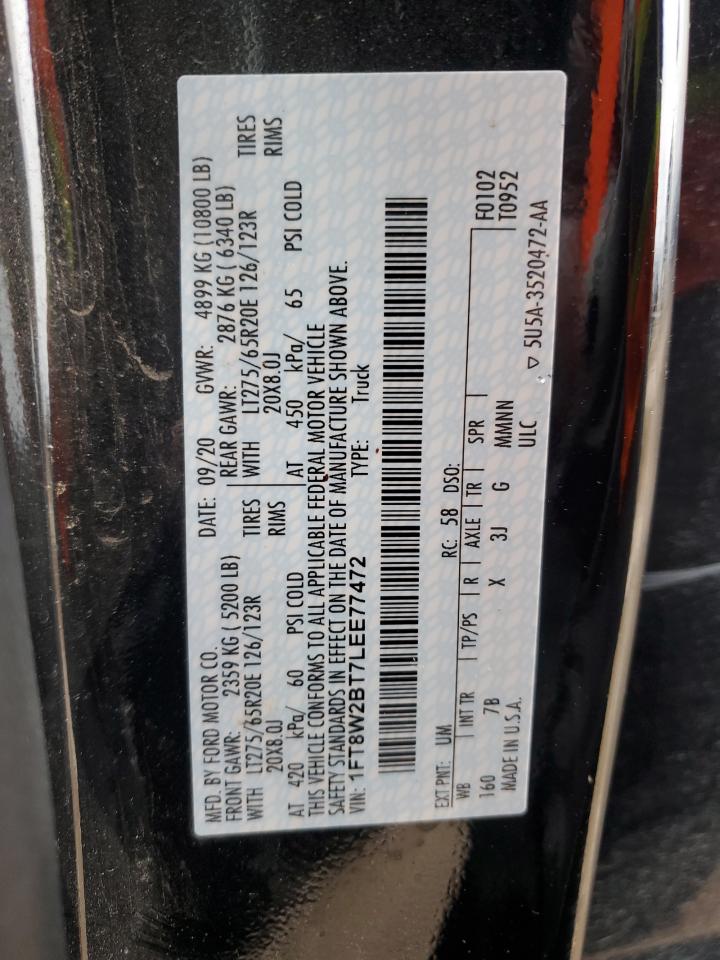 MFD. BY FORD MOTOR CO. DATE: 09/20 GVWR: 4899 KG (10800 LB)
FRONT GAWR: 2359 KG ( 5200 LB) REAR GAWR: 2876 KG ( 6340 LB)
WITH LT275/65R20E 126/123R TIRES WITH LT275/65R20E 126/123R TIRES
20X8.0J RIMS 20X8.0J RIMS
AT 420 kPa/ 60 PSI COLD AT 450 kPa/ 65 PSI COLD
THIS VEHICLE CONFORMS TO ALL APPLICABLE FEDERAL MOTOR VEHICLE
SAFETY STANDARDS IN EFFECT ON THE DATE OF MANUFACTURE SHOWN ABOVE.
VIN: 1FT8W2BT7LEE77472 TYPE: Truck
EXT PNT: UM RC: 58 DSO:
WB INT TR TP/PS R AXLE TR SPR F0102
160 7B X 3J G MMNN T0952
MADE IN U.S.A. ULC
▽ 5U5A-3520472-AA